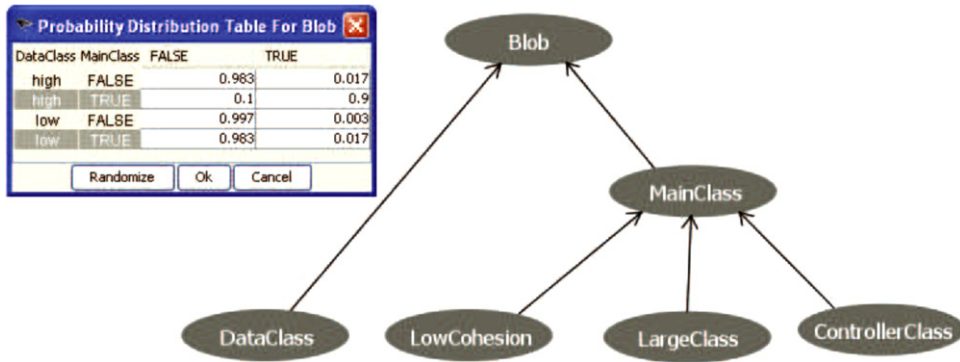 Probability Distribution Table For Blob
DataClass MainClass FALSE TRUE
high FALSE 0.983 0.017
high TRUE 0.1 0.9
low FALSE 0.997 0.003
low TRUE 0.983 0.017
Randomize Ok Cancel
Blob
MainClass
DataClass LowCohesion LargeClass ControllerClass